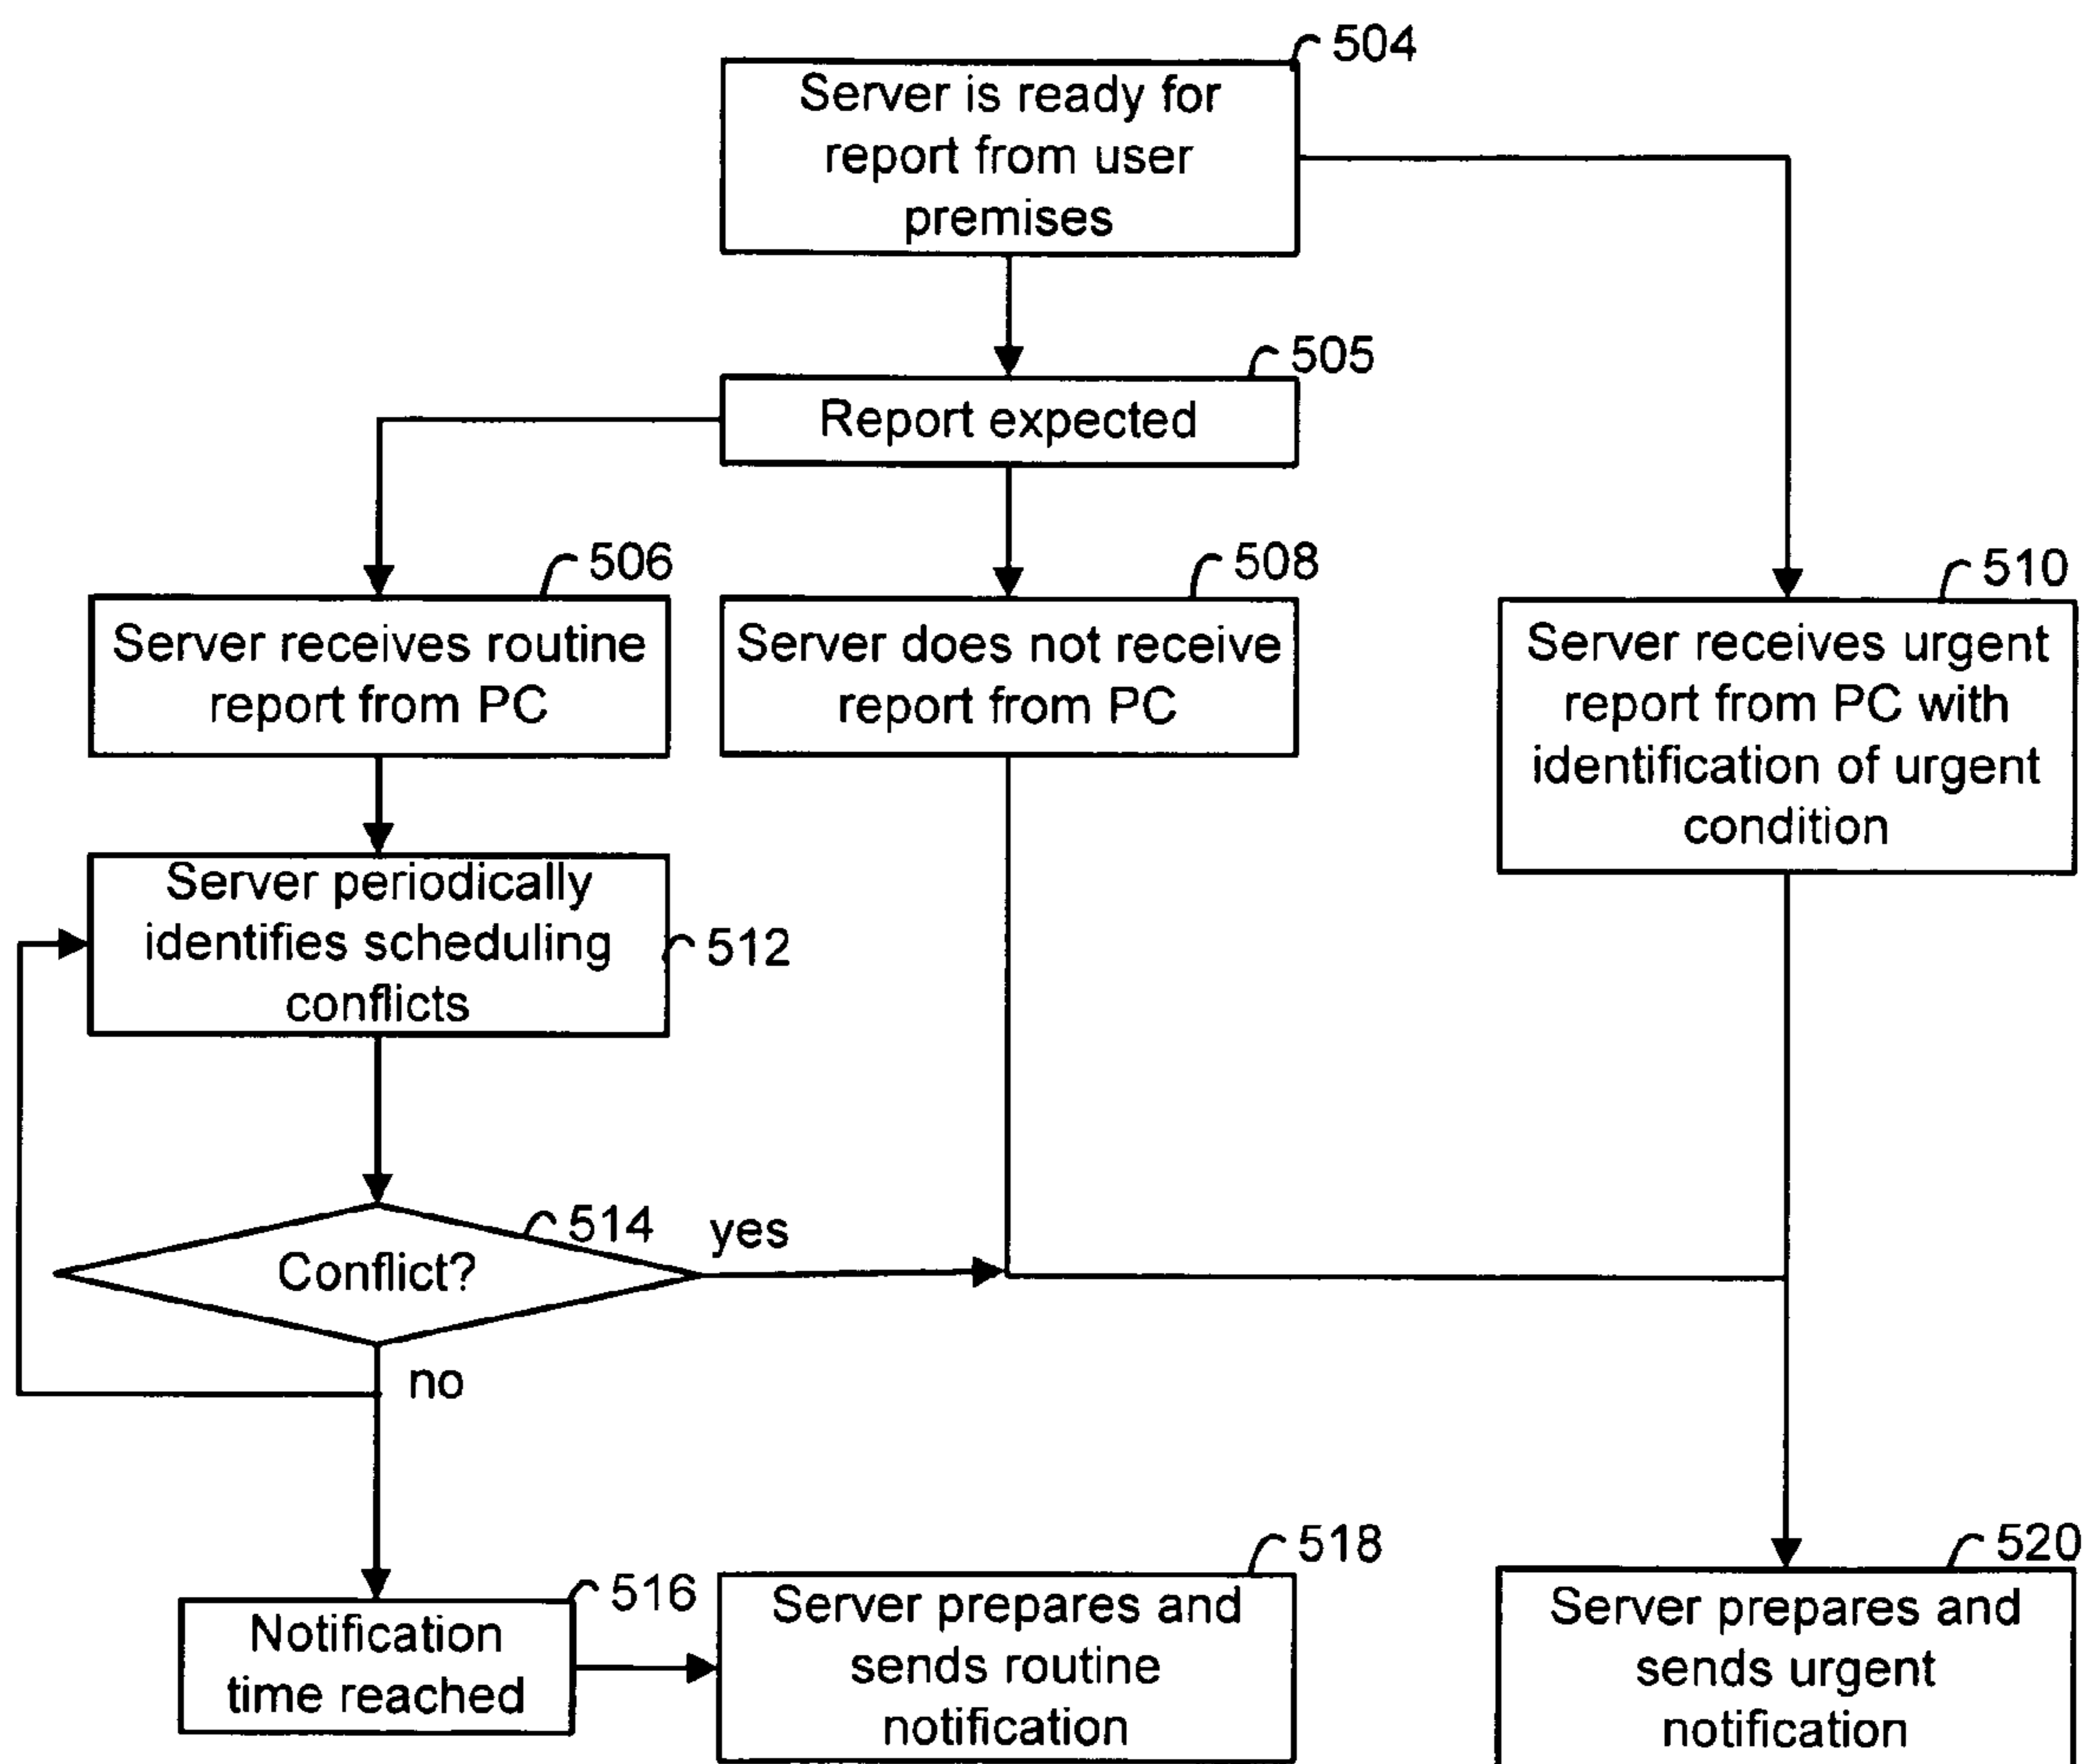 504
Server is ready for
report from user
premises
505
Report expected
506
Server receives routine
report from PC
508
Server does not receive
report from PC
510
Server receives urgent
report from PC with
identification of urgent
condition
Server periodically
identifies scheduling
conflicts
512
514
Conflict?
yes
no
516
Notification
time reached
518
Server prepares and
sends routine
notification
520
Server prepares and
sends urgent
notification